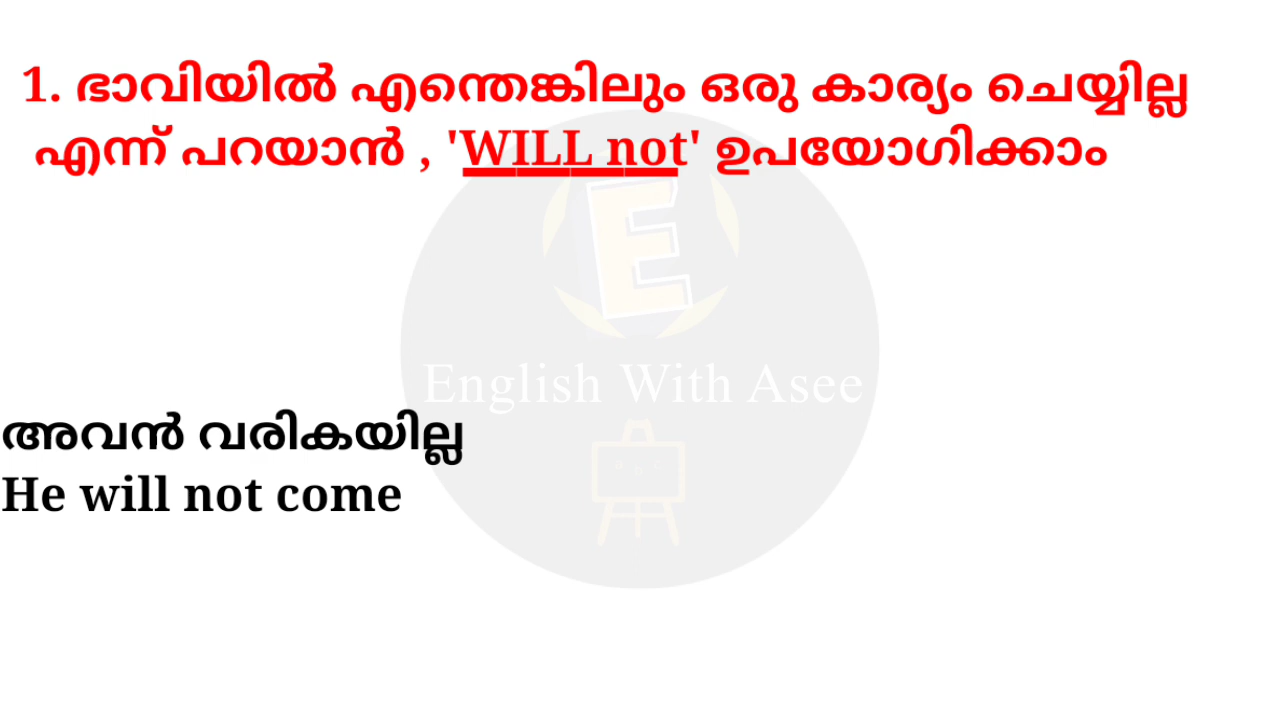 1. ഭാവിയിൽ എന്തെങ്കിലും ഒരു കാര്യം ചെയ്യില്ല
എന്ന് പറയാൻ , 'WILL not' ഉപയോഗിക്കാം
E
English With Asee
അവൻ വരികയില്ല
He will not come